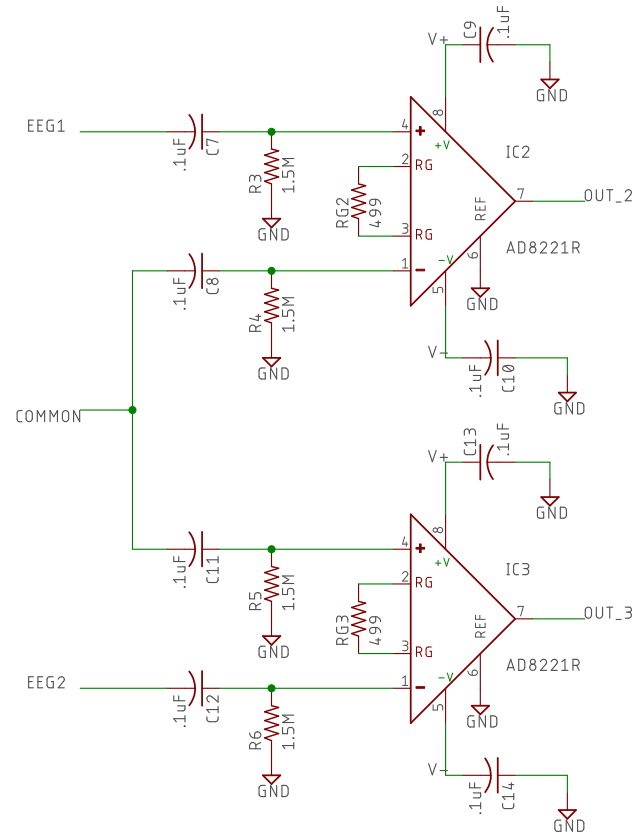 V+
C9
.1uF
GND
EEG1
.1uF
C7
R3
1.5M
GND
4
+
8
+V
IC2
2
RG
RG2
499
3
RG
REF
7
OUT_2
AD8221R
6
-V
1
-
5
GND
.1uF
C8
R4
1.5M
GND
V-
.1uF
C10
GND
COMMON
V+
C13
.1uF
GND
.1uF
C11
R5
1.5M
GND
4
+
8
+V
IC3
2
RG
RG3
499
3
RG
REF
7
OUT_3
AD8221R
6
-V
1
-
5
GND
EEG2
.1uF
C12
R6
1.5M
GND
V-
.1uF
C14
GND